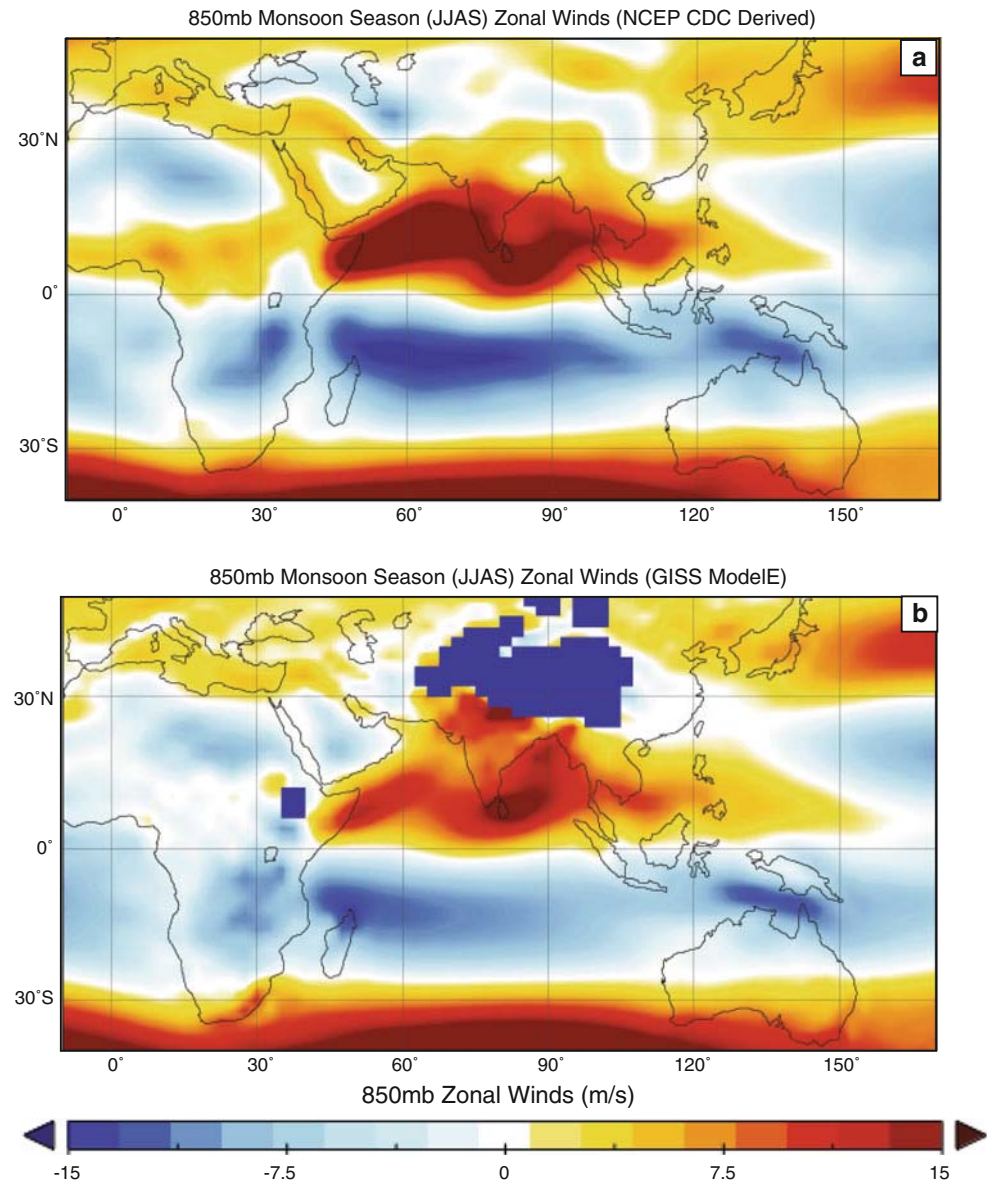 850mb Monsoon Season (JJAS) Zonal Winds (NCEP CDC Derived)
a
30˚N
0˚
30˚S
0˚ 30˚ 60˚ 90˚ 120˚ 150˚
850mb Monsoon Season (JJAS) Zonal Winds (GISS ModelE)
b
30˚N
0˚
30˚S
0˚ 30˚ 60˚ 90˚ 120˚ 150˚
850mb Zonal Winds (m/s)
-15 -7.5 0 7.5 15